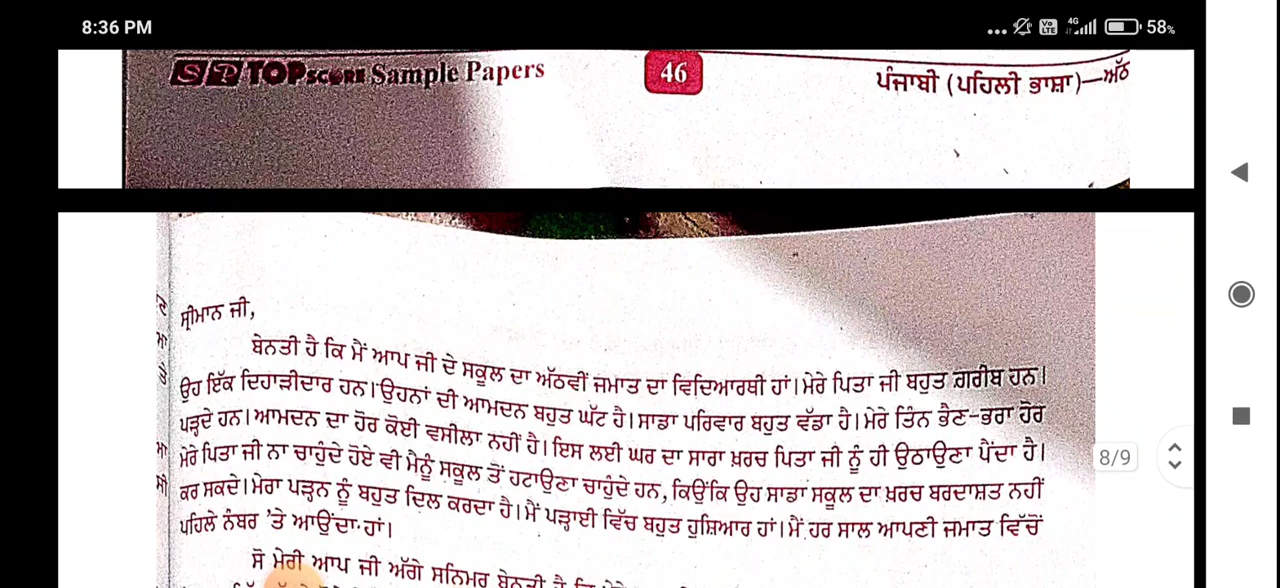 8:36 PM
4G 58%
SD TOPSCORE Sample Papers 46 ਪੰਜਾਬੀ (ਪਹਿਲੀ ਭਾਸ਼ਾ)—ਅੱਠ
ਸ੍ਰੀਮਾਨ ਜੀ,
ਬੇਨਤੀ ਹੈ ਕਿ ਮੈਂ ਆਪ ਜੀ ਦੇ ਸਕੂਲ ਦਾ ਅੱਠਵੀਂ ਜਮਾਤ ਦਾ ਵਿਦਿਆਰਥੀ ਹਾਂ। ਮੇਰੇ ਪਿਤਾ ਜੀ ਬਹੁਤ ਗ਼ਰੀਬ ਹਨ।
ਉਹ ਇੱਕ ਦਿਹਾੜੀਦਾਰ ਹਨ। ਉਹਨਾਂ ਦੀ ਆਮਦਨ ਬਹੁਤ ਘੱਟ ਹੈ। ਸਾਡਾ ਪਰਿਵਾਰ ਬਹੁਤ ਵੱਡਾ ਹੈ। ਮੇਰੇ ਤਿੰਨ ਭੈਣ-ਭਰਾ ਹੋਰ
ਪੜ੍ਹਦੇ ਹਨ। ਆਮਦਨ ਦਾ ਹੋਰ ਕੋਈ ਵਸੀਲਾ ਨਹੀਂ ਹੈ। ਇਸ ਲਈ ਘਰ ਦਾ ਸਾਰਾ ਖ਼ਰਚ ਪਿਤਾ ਜੀ ਨੂੰ ਹੀ ਉਠਾਉਣਾ ਪੈਂਦਾ ਹੈ।
ਮੇਰੇ ਪਿਤਾ ਜੀ ਨਾ ਚਾਹੁੰਦੇ ਹੋਏ ਵੀ ਮੈਨੂੰ ਸਕੂਲ ਤੋਂ ਹਟਾਉਣਾ ਚਾਹੁੰਦੇ ਹਨ, ਕਿਉਂਕਿ ਉਹ ਸਾਡਾ ਸਕੂਲ ਦਾ ਖ਼ਰਚ ਬਰਦਾਸ਼ਤ ਨਹੀਂ
ਕਰ ਸਕਦੇ। ਮੇਰਾ ਪੜ੍ਹਨ ਨੂੰ ਬਹੁਤ ਦਿਲ ਕਰਦਾ ਹੈ। ਮੈਂ ਪੜ੍ਹਾਈ ਵਿੱਚ ਬਹੁਤ ਹੁਸ਼ਿਆਰ ਹਾਂ। ਮੈਂ ਹਰ ਸਾਲ ਆਪਣੀ ਜਮਾਤ ਵਿੱਚੋਂ
ਪਹਿਲੇ ਨੰਬਰ 'ਤੇ ਆਉਂਦਾ ਹਾਂ।
ਸੋ ਮੇਰੀ ਆਪ ਜੀ ਅੱਗੇ ਸਨਿਮਰ ਬੇਨਤੀ ਹੈ ਕਿ
8/9